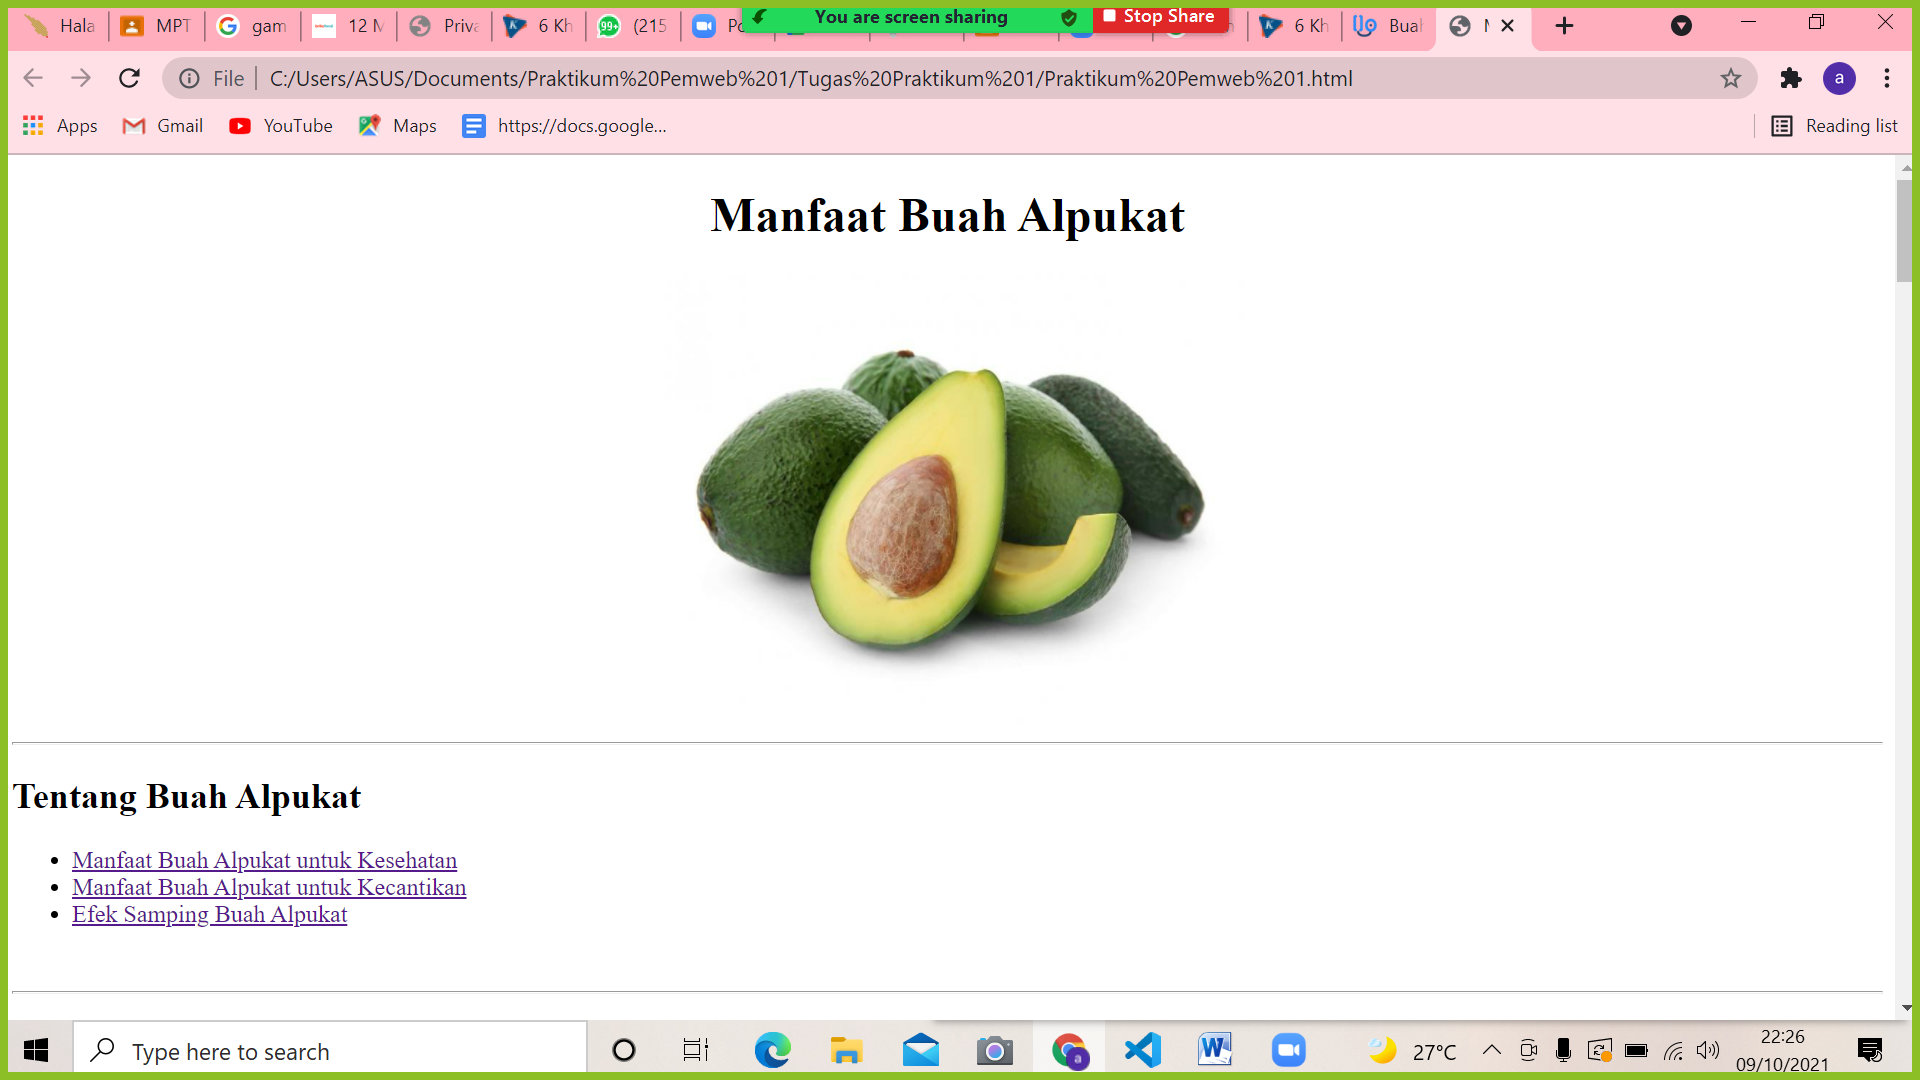 Hala
MPT
gam
12 M
Priva
6 Kh
(215
You are screen sharing
Stop Share
6 Kh
Bual
File
C:/Users/ASUS/Documents/Praktikum%20Pemweb%201/Tugas%20Praktikum%201/Praktikum%20Pemweb%201.html
a
Apps
Gmail
YouTube
Maps
https://docs.google...
Reading list
Manfaat Buah Alpukat
Tentang Buah Alpukat
Manfaat Buah Alpukat untuk Kesehatan
Manfaat Buah Alpukat untuk Kecantikan
Efek Samping Buah Alpukat
Type here to search
27°C
22:26
09/10/2021